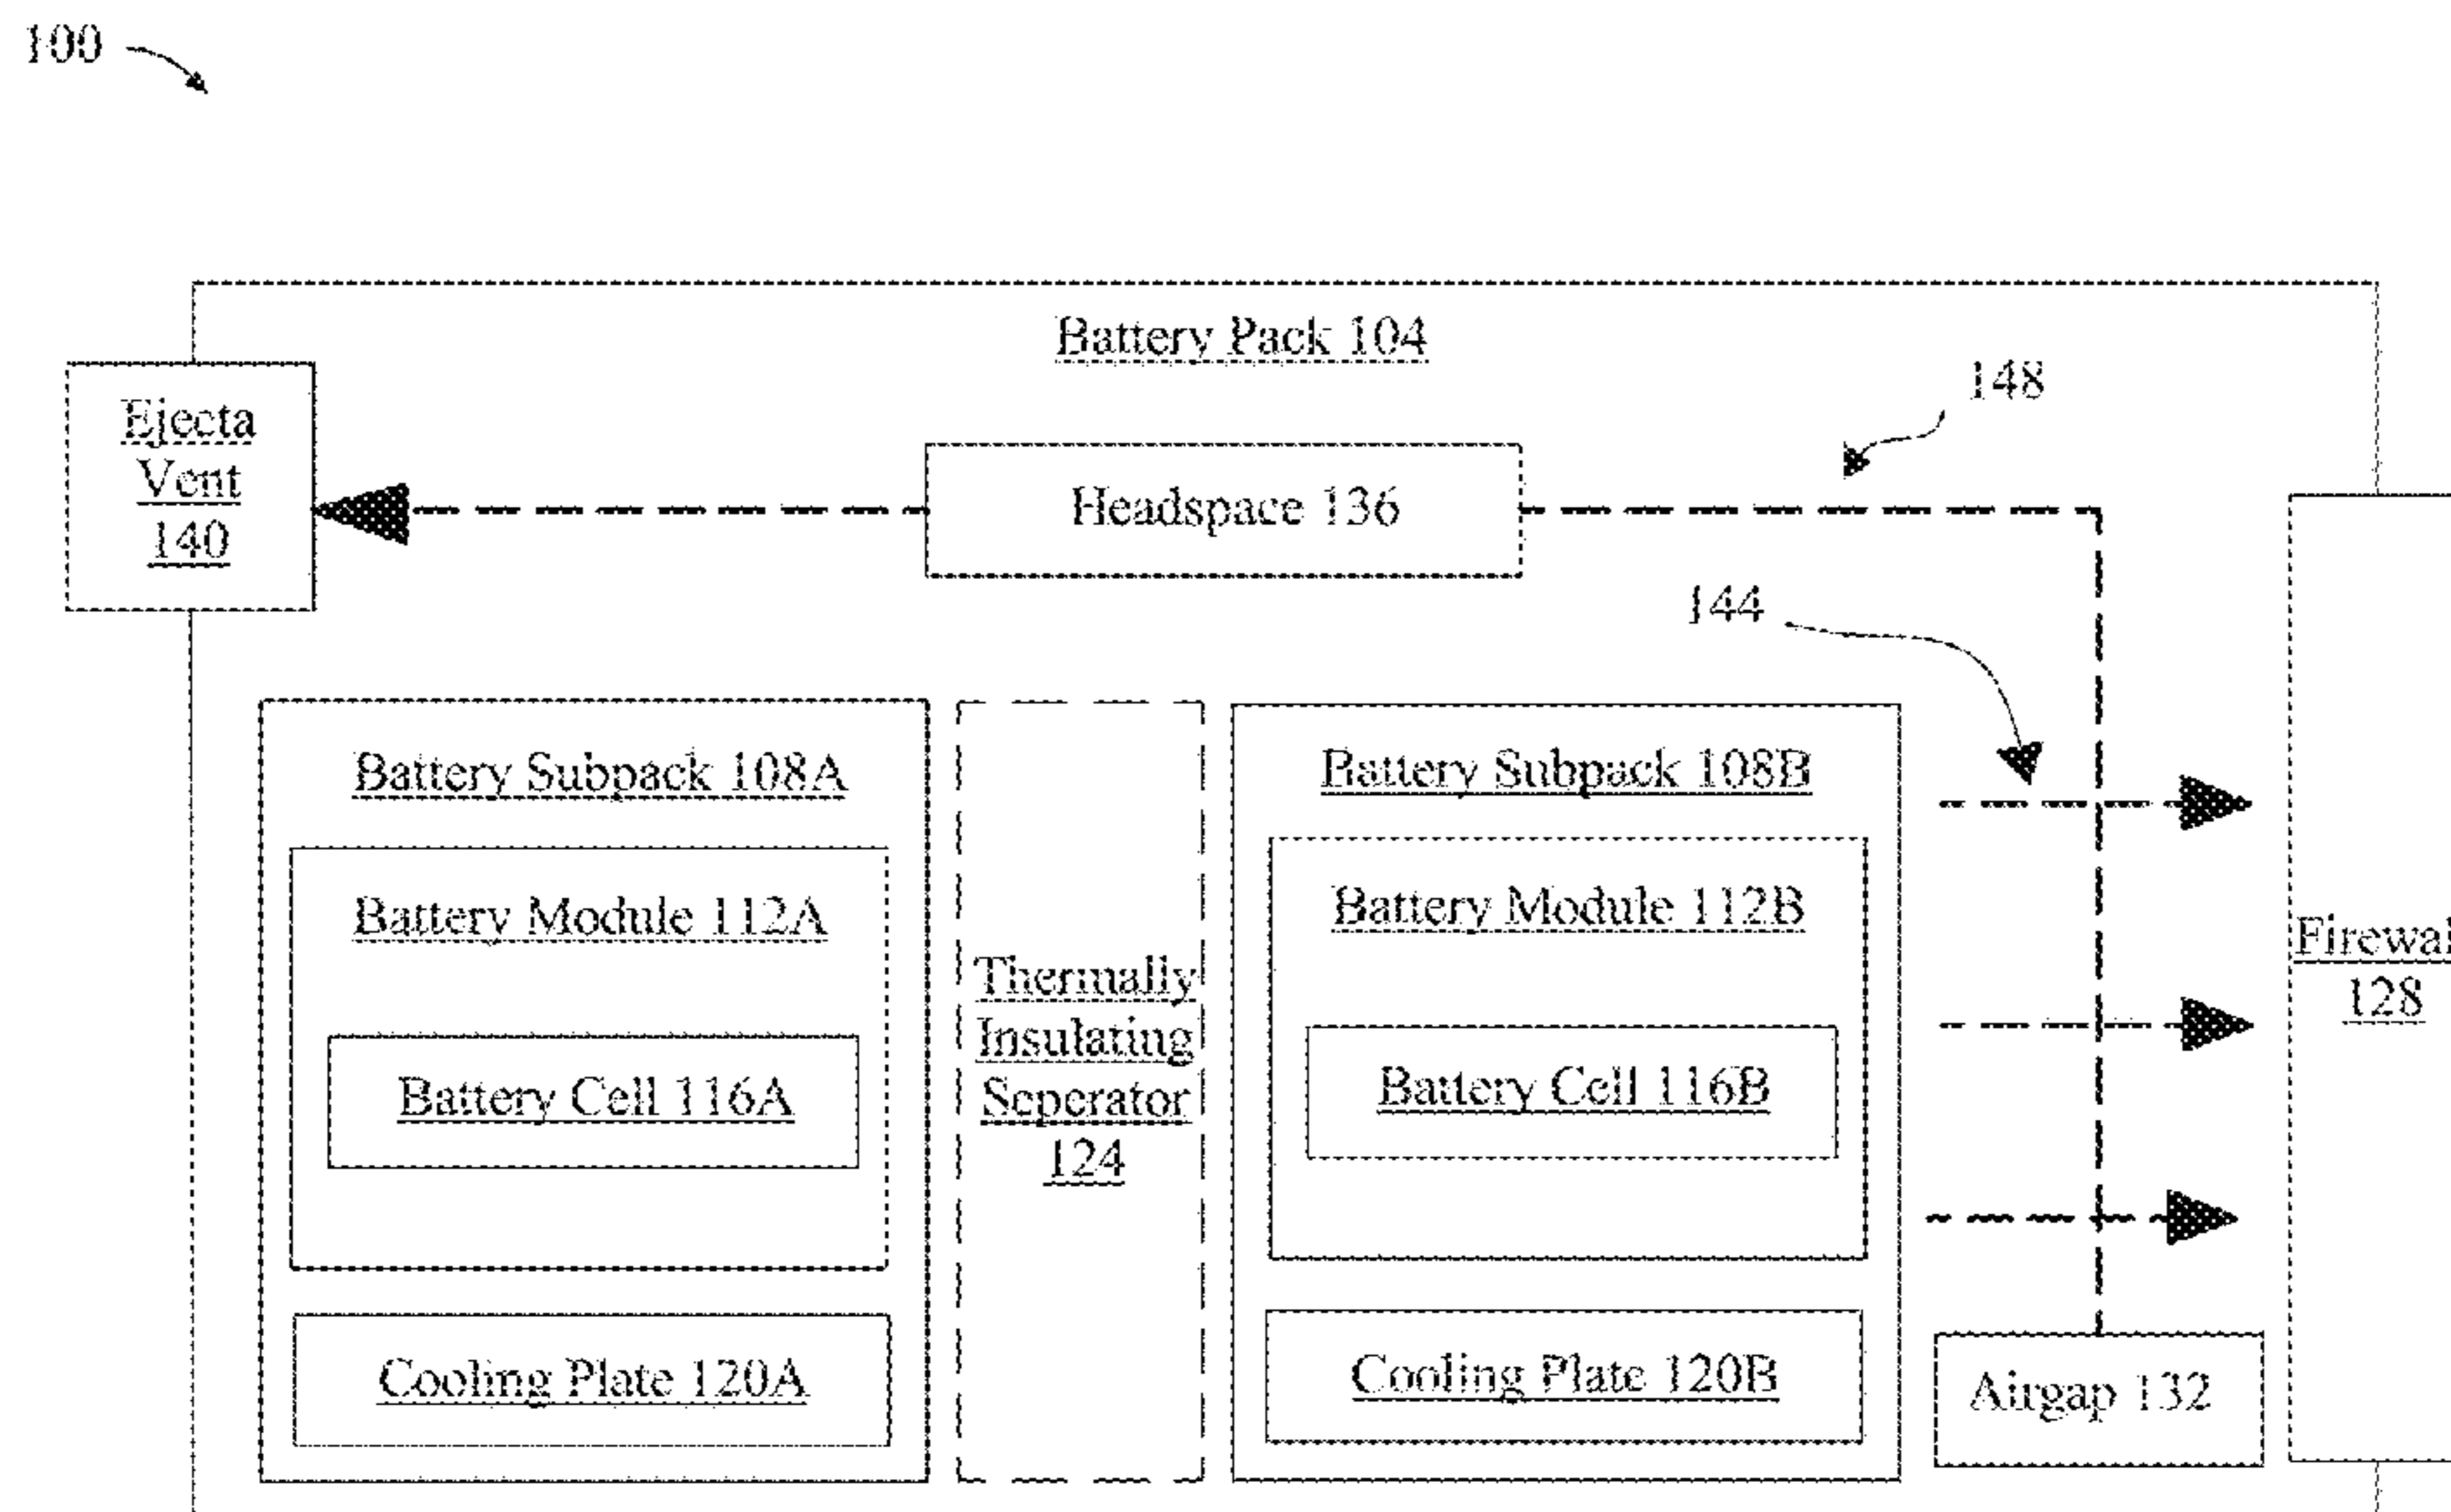 100
Battery Pack 104
148
Ejecta
Vent
140
Headspace 136
144
Battery Subpack 108A
Battery Subpack 108B
Battery Module 112A
Battery Module 112B
Firewal
128
Thermally
Insulating
Seperator
124
Battery Cell 116A
Battery Cell 116B
Cooling Plate 120A
Cooling Plate 120B
Airgap 132